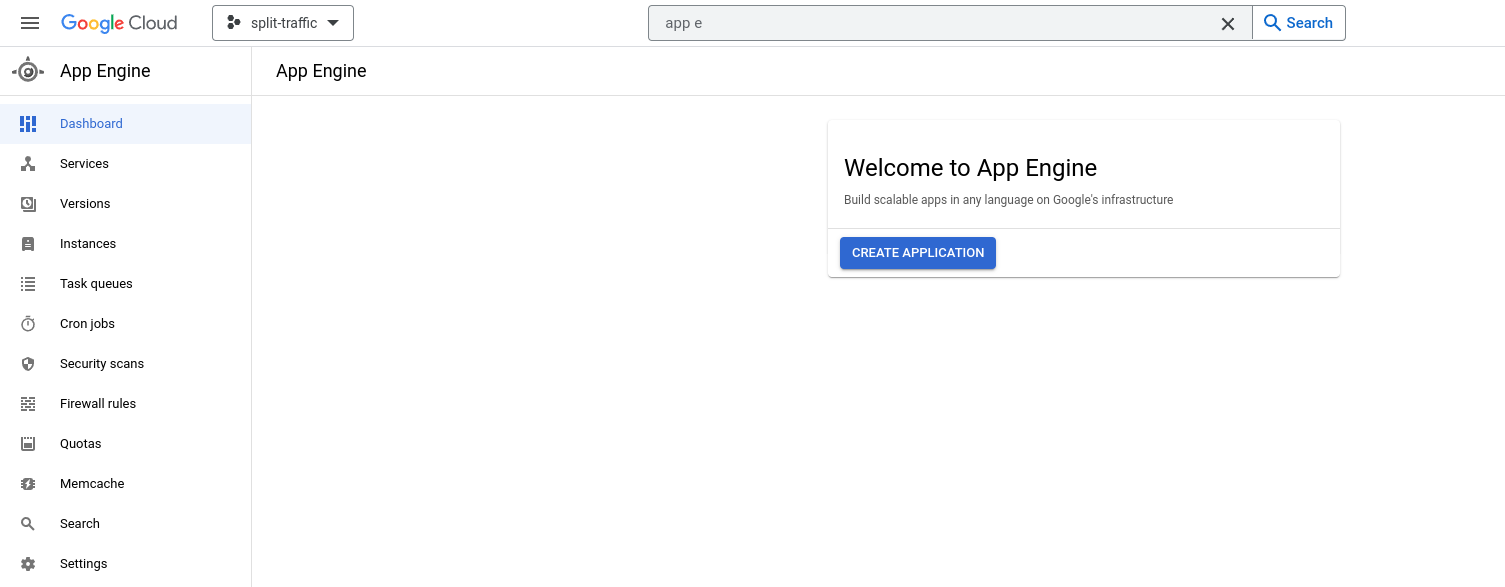 Google Cloud
split-traffic
app e
Search
App Engine
App Engine
Dashboard
Services
Versions
Instances
Task queues
Cron jobs
Security scans
Firewall rules
Quotas
Memcache
Search
Settings
Welcome to App Engine
Build scalable apps in any language on Google's infrastructure
CREATE APPLICATION